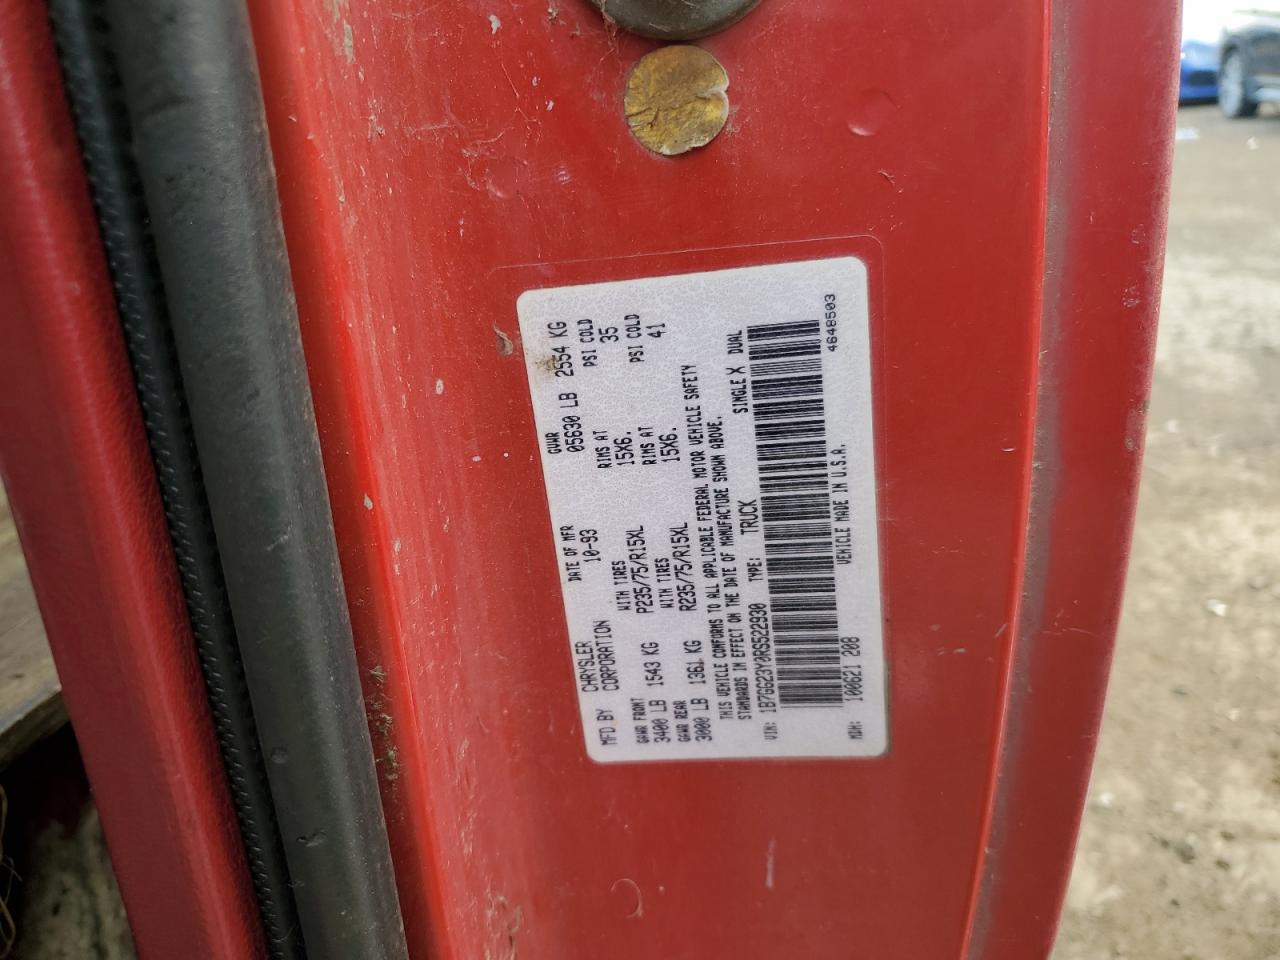 MFD BY CHRYSLER CORPORATION DATE OF MFR 10-93 GVWR 05630 LB 2554 KG
GAWR FRONT WITH TIRES RIMS AT PSI COLD
3400 LB 1543 KG P235/75/R15XL 15X6. 35
GAWR REAR WITH TIRES RIMS AT PSI COLD
3000 LB 1361 KG R235/75/R15XL 15X6. 41
THIS VEHICLE CONFORMS TO ALL APPLICABLE FEDERAL MOTOR VEHICLE SAFETY
STANDARDS IN EFFECT ON THE DATE OF MANUFACTURE SHOWN ABOVE.
VIN: 1B7GG23Y0RS522930 TYPE: TRUCK SINGLE X DUAL
MDH: 100621 208 VEHICLE MADE IN U.S.A. 4648503